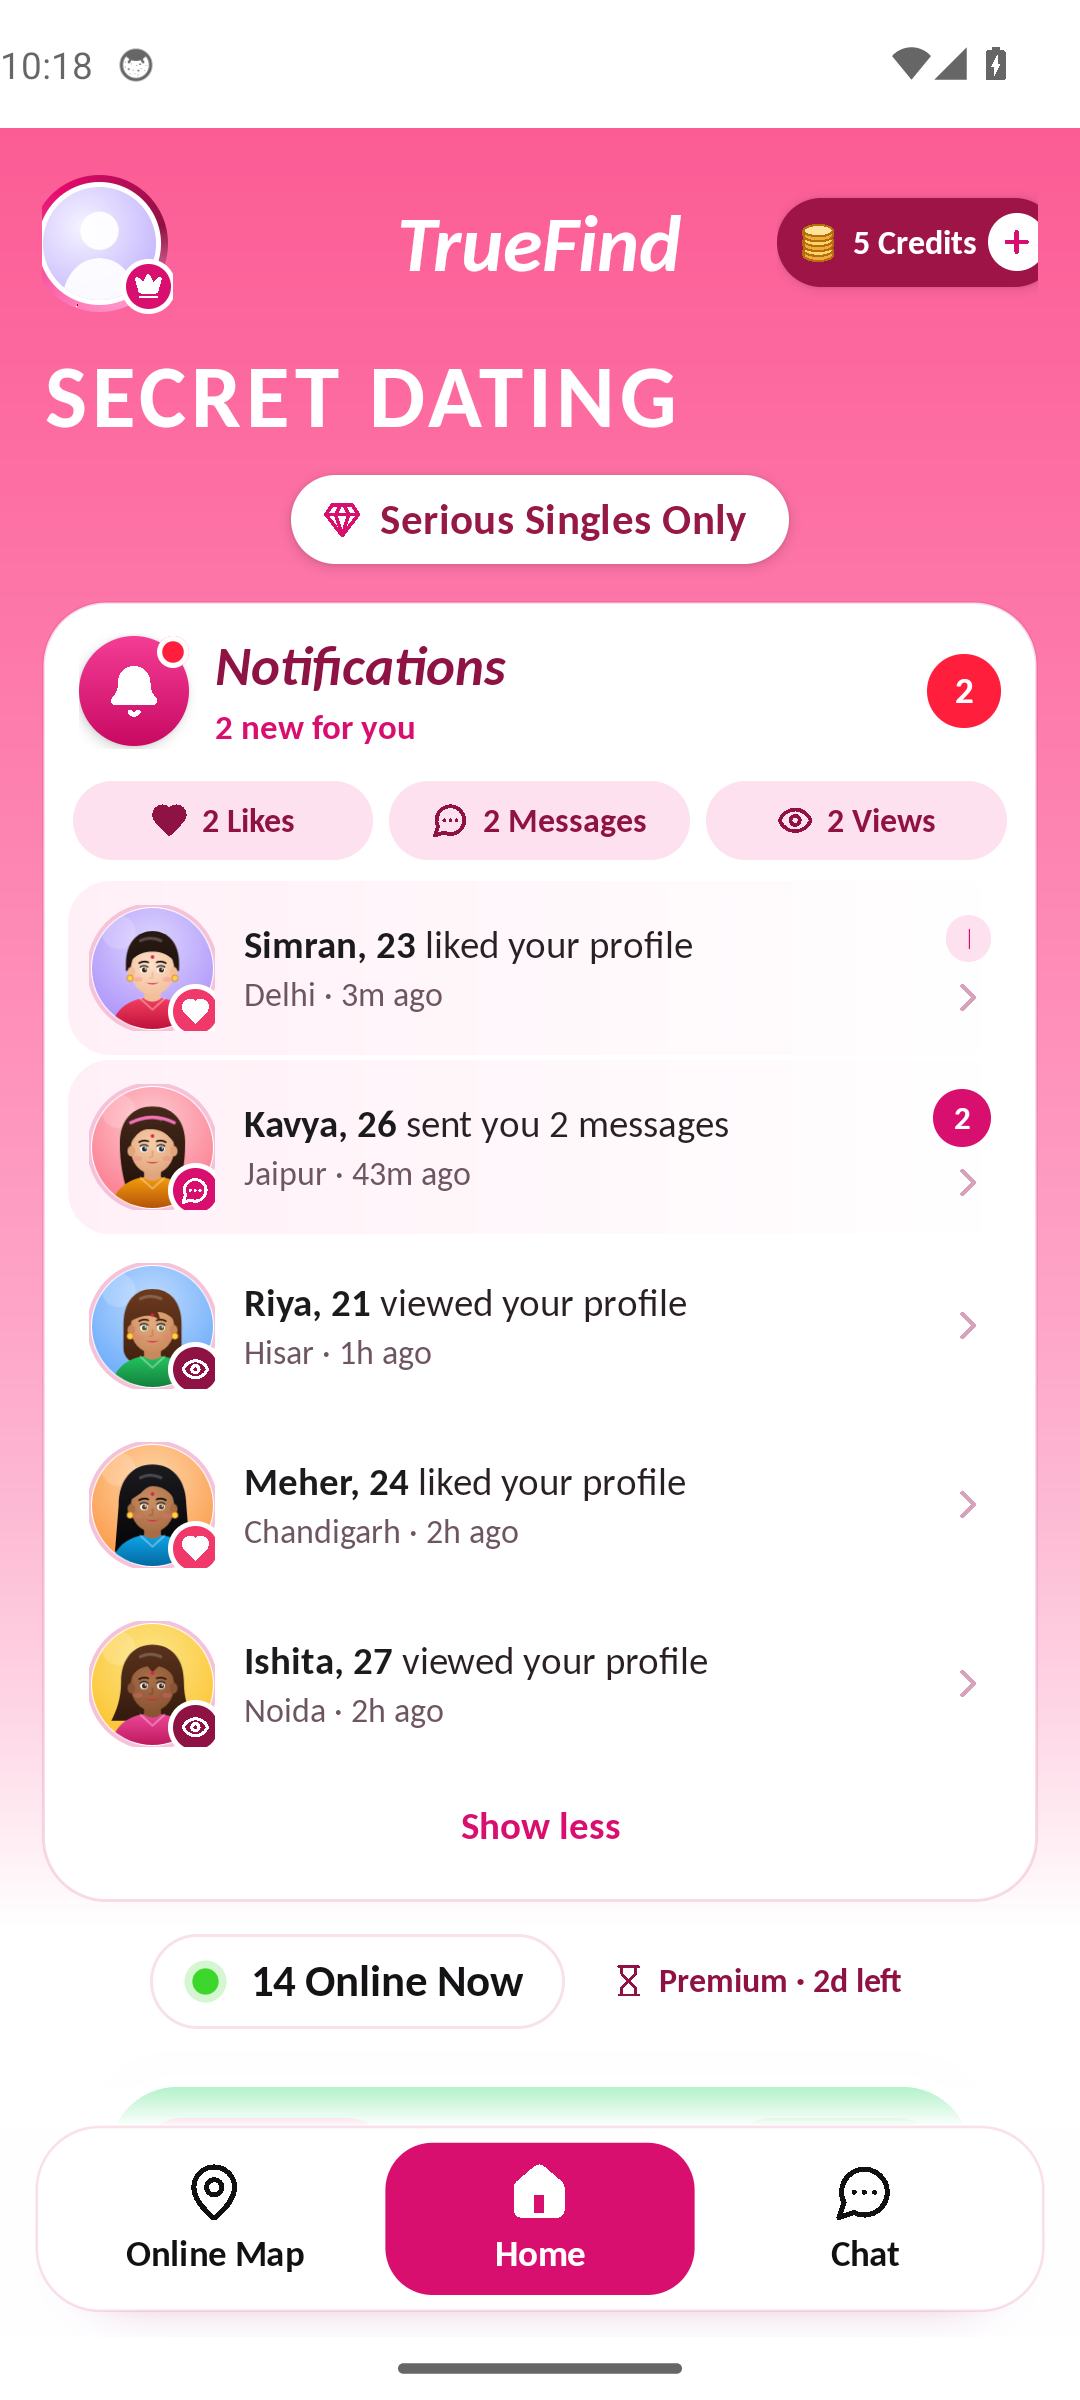 10:18
TrueFind
5 Credits
SECRET DATING
Serious Singles Only
Notifications
2 new for you
2
2 Likes
2 Messages
2 Views
Simran, 23 liked your profile
Delhi · 3m ago
Kavya, 26 sent you 2 messages
Jaipur · 43m ago
2
Riya, 21 viewed your profile
Hisar · 1h ago
Meher, 24 liked your profile
Chandigarh · 2h ago
Ishita, 27 viewed your profile
Noida · 2h ago
Show less
14 Online Now
Premium · 2d left
Online Map
Home
Chat